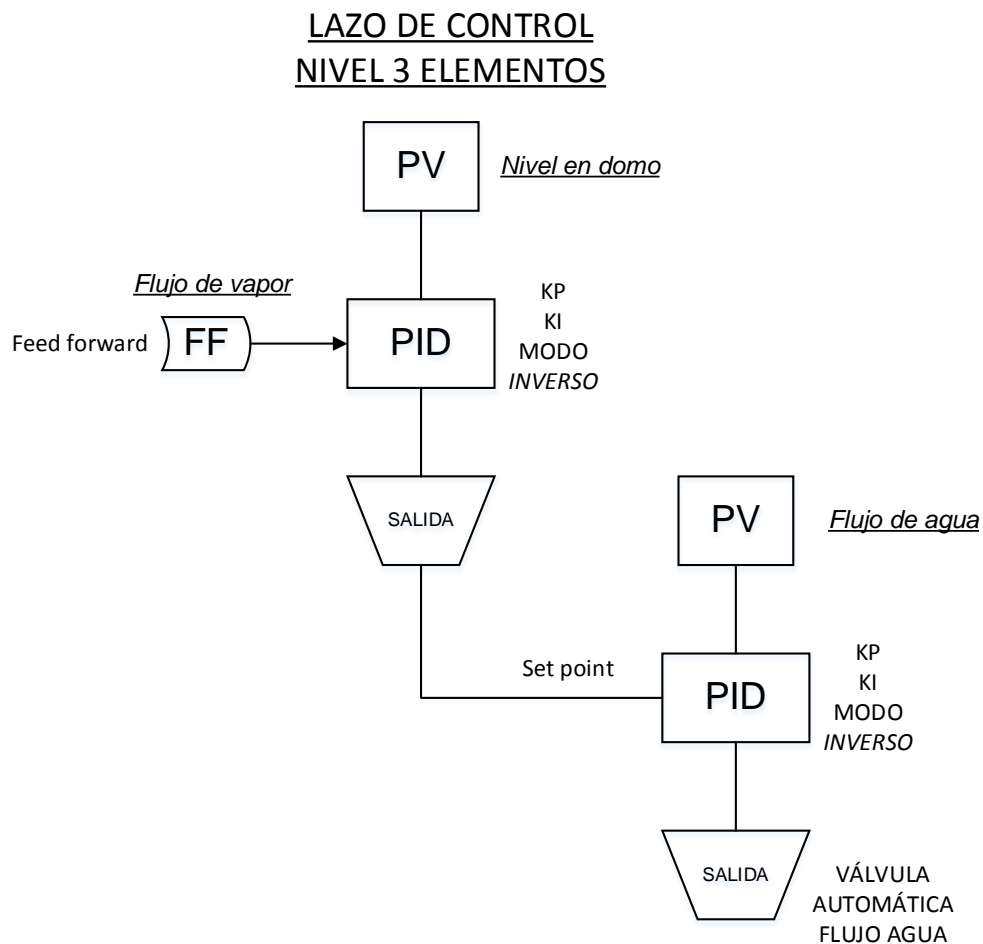 LAZO DE CONTROL
NIVEL 3 ELEMENTOS
PV
Nivel en domo
Flujo de vapor
Feed forward
FF
PID
KP
KI
MODO
INVERSO
SALIDA
PV
Flujo de agua
Set point
PID
KP
KI
MODO
INVERSO
SALIDA
VÁLVULA
AUTOMÁTICA
FLUJO AGUA